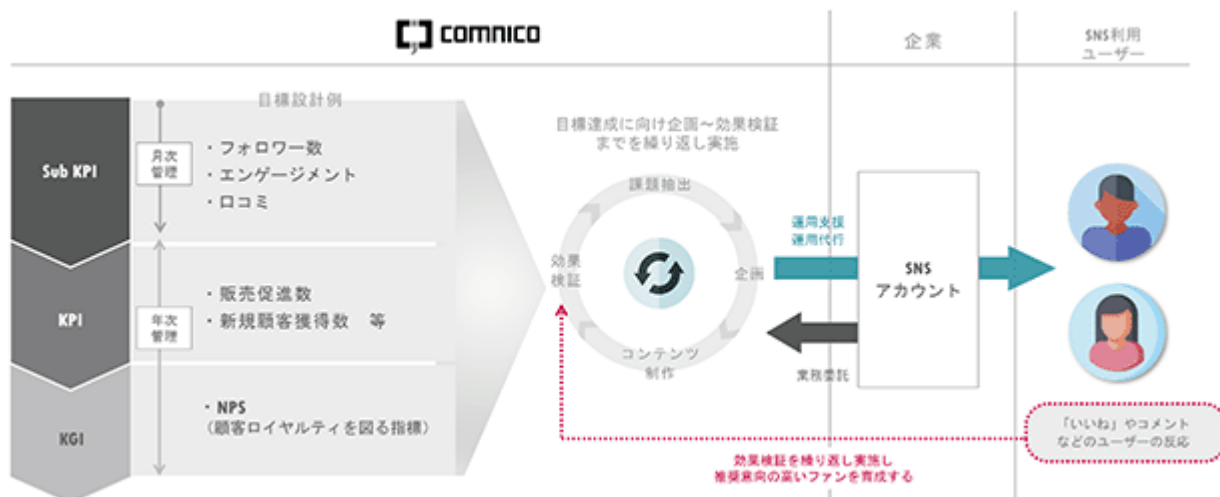 comnico
企業
SNS利用
ユーザー
目標設計例
Sub KPI
月次
管理
・フォロワー数
・エンゲージメント
・口コミ
KPI
年次
管理
・販売促進数
・新規顧客獲得数 等
KGI
・NPS
（顧客ロイヤルティを図る指標）
目標達成に向け企画～効果検証
までを繰り返し実施
課題抽出
企画
コンテンツ
制作
効果
検証
運用支援
運用代行
業務委託
SNS
アカウント
「いいね」やコメント
などのユーザーの反応
効果検証を繰り返し実施し
推奨意向の高いファンを育成する